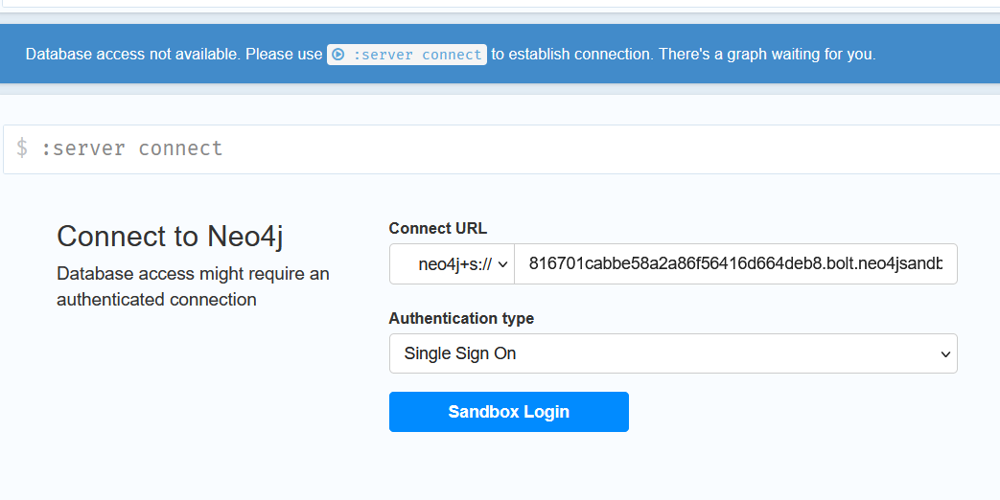 Database access not available. Please use :server connect to establish connection. There's a graph waiting for you.
$ :server connect
Connect to Neo4j
Database access might require an
authenticated connection
Connect URL
neo4j+s:// 816701cabbe58a2a86f56416d664deb8.bolt.neo4jsandb
Authentication type
Single Sign On
Sandbox Login